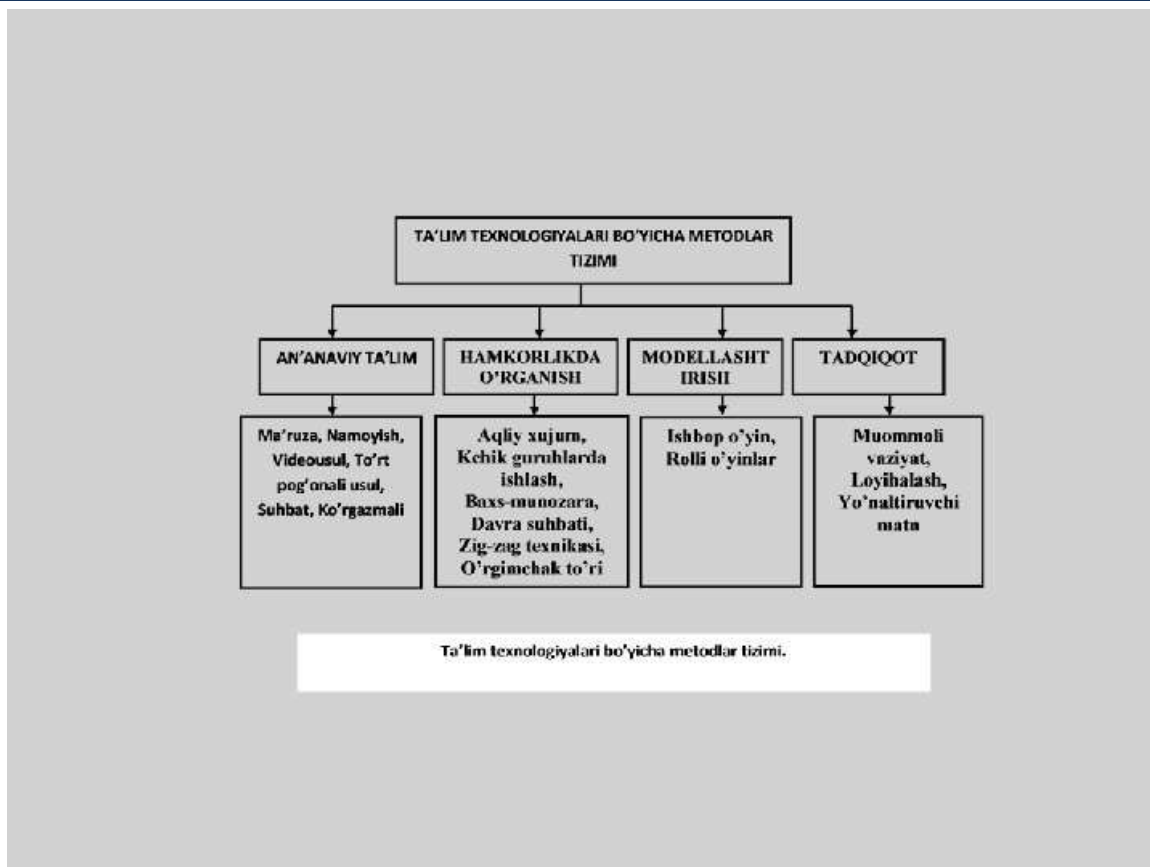 TA'LIM TEXNOLOGIYALARI BO'YICHA METODLAR
TIZIMI
AN'ANAVIY TA'LIM
HAMKORLIKDA
O'RGANISH
MODELLASHT
IRISH
TADQIQOT
Ma'ruza, Namoyish,
Videousul, To'rt
pog'onali usul,
Suhbat, Ko'rgazmali
Aqliy xujum,
Kchik guruhlarda
ishlash,
Baxs-munozara,
Davra suhbati,
Zig-zag texnikasi,
O'rgimchak to'ri
Ishbop o'yin,
Rolli o'yinlar
Muommoli
vaziyat,
Loyihalash,
Yo'naltiruvchi
matn
Ta'lim texnologiyalari bo'yicha metodlar tizimi.